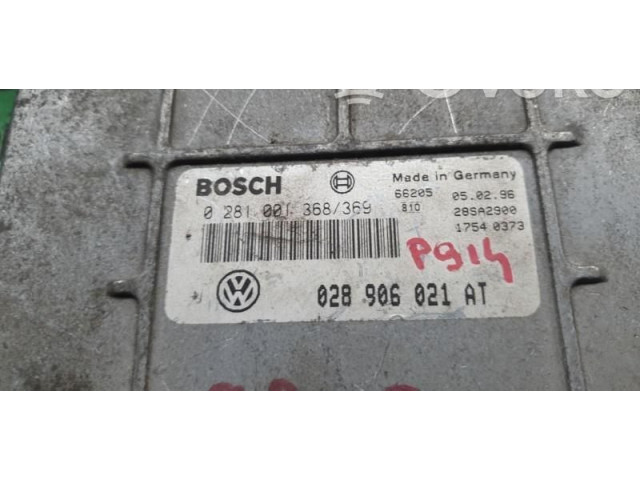 BOSCH Made in Germany
0 281 001 368/369 66205 05.02.96
810 28SA2900
1754 0373
P914
028 906 021 AT